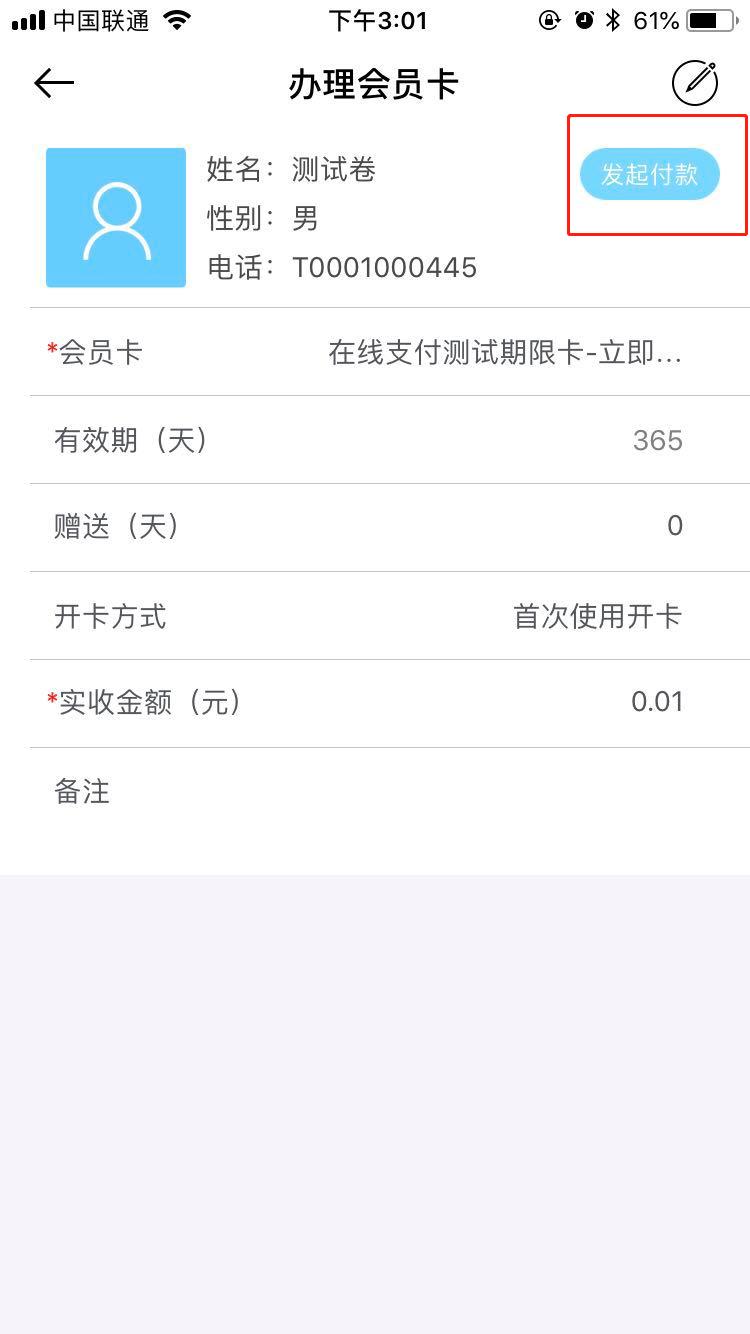 中国联通 下午3:01 61%
办理会员卡
姓名：测试卷
发起付款
性别：男
电话：T0001000445
*会员卡 在线支付测试期限卡-立即...
有效期（天） 365
赠送（天） 0
开卡方式 首次使用开卡
*实收金额（元） 0.01
备注